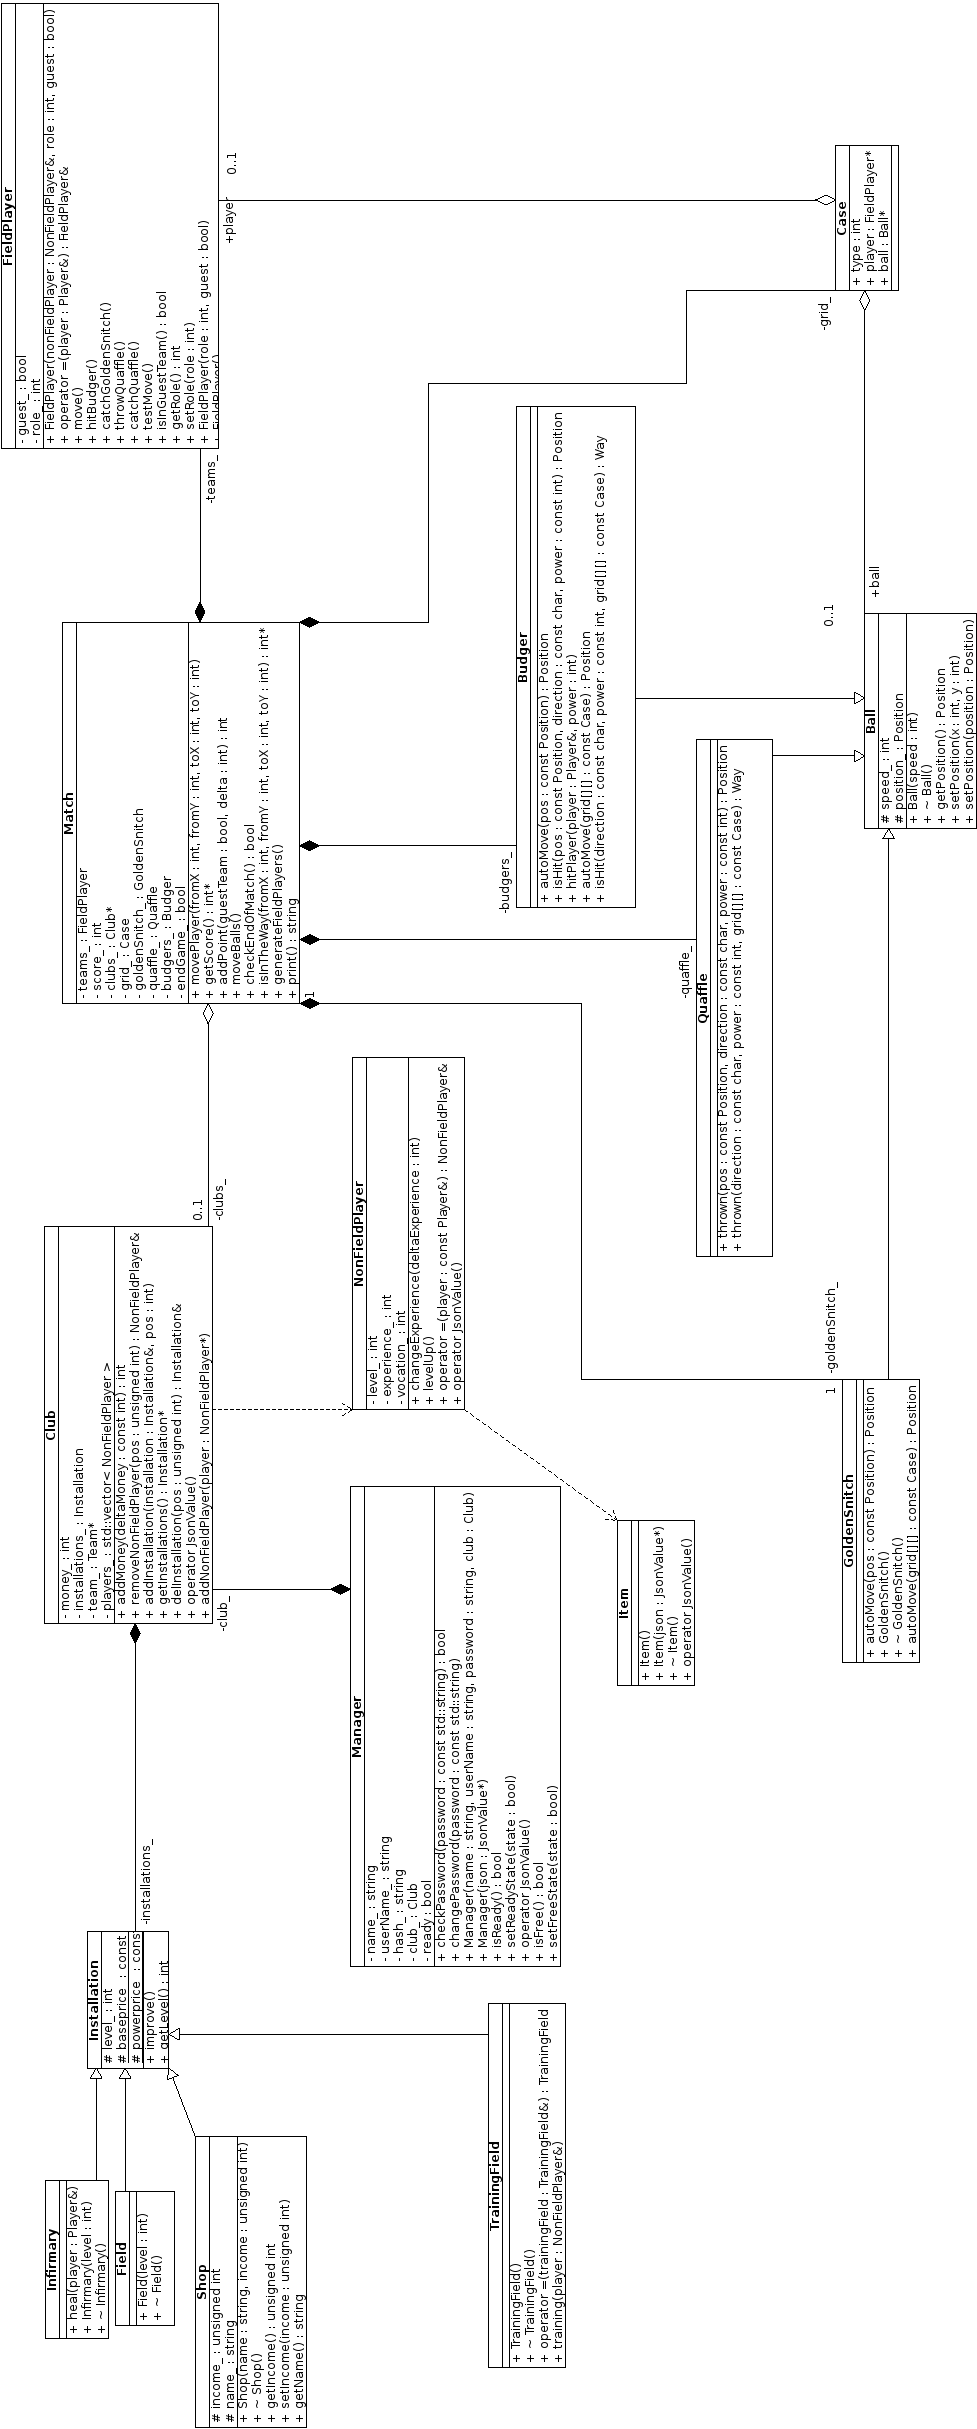 FieldPlayer
- guest_ : bool
- role_ : int
+ FieldPlayer(nonFieldPlayer : NonFieldPlayer&, role : int, guest : bool)
+ operator =(player : Player&) : FieldPlayer&
+ move()
+ hitBudger()
+ catchGoldenSnitch()
+ throwQuaffle()
+ catchQuaffle()
+ testMove()
+ isInGuestTeam() : bool
+ getRole() : int
+ setRole(role : int)
+ FieldPlayer(role : int, guest : bool)
- FieldPlayer()
+player
0..1
-teams_
Case
+ type : int
+ player : FieldPlayer*
+ ball : Ball*
-grid_
+ball
0..1
Match
- teams_ : FieldPlayer
- score_ : int
- clubs_ : Club*
- grid_ : Case
- goldenSnitch_ : GoldenSnitch
- quaffle_ : Quaffle
- budgers_ : Budger
- endGame_ : bool
+ movePlayer(fromX : int, fromY : int, toX : int, toY : int)
+ getScore() : int*
+ addPoint(guestTeam : bool, delta : int) : int
+ moveBalls()
+ checkEndOfMatch() : bool
+ isInTheWay(fromX : int, fromY : int, toX : int, toY : int) : int*
+ generateFieldPlayers()
+ print() : string
1
-budgers_
Budger
+ autoMove(pos : const Position) : Position
+ isHit(pos : const Position, direction : const char, power : const int) : Position
+ hitPlayer(player : Player&, power : int)
+ autoMove(grid[][] : const Case) : Position
+ isHit(direction : const char, power : const int, grid[][] : const Case) : Way
-quaffle_
Quaffle
+ thrown(pos : const Position, direction : const char, power : const int) : Position
+ thrown(direction : const char, power : const int, grid[][] : const Case) : Way
Ball
# speed_ : int
# position_ : Position
+ Ball(speed : int)
+ ~ Ball()
+ getPosition() : Position
+ setPosition(x : int, y : int)
+ setPosition(position : Position)
0..1
-clubs_
Club
- money_ : int
- installations_ : Installation
- team_ : Team*
- players_ : std::vector< NonFieldPlayer >
+ addMoney(deltaMoney : const int) : int
+ removeNonFieldPlayer(pos : unsigned int) : NonFieldPlayer&
+ addInstallation(installation : Installation&, pos : int)
+ getInstallations() : Installation*
+ delInstallation(pos : unsigned int) : Installation&
+ operator JsonValue()
+ addNonFieldPlayer(player : NonFieldPlayer*)
-club_
NonFieldPlayer
- level_ : int
- experience_ : int
- vocation_ : int
+ changeExperience(deltaExperience : int)
+ levelUp()
+ operator =(player : const Player&) : NonFieldPlayer&
+ operator JsonValue()
-goldenSnitch_
1
GoldenSnitch
+ autoMove(pos : const Position) : Position
+ GoldenSnitch()
+ ~ GoldenSnitch()
+ autoMove(grid[][] : const Case) : Position
Item
+ Item()
+ Item(json : JsonValue*)
+ ~ Item()
+ operator JsonValue()
Manager
- name_ : string
- userName_ : string
- hash_ : string
- club_ : Club
- ready : bool
+ checkPassword(password : const std::string) : bool
+ changePassword(password : const std::string)
+ Manager(name : string, userName : string, password : string, club : Club)
+ Manager(json : JsonValue*)
+ isReady() : bool
+ setReadyState(state : bool)
+ operator JsonValue()
+ isFree() : bool
+ setFreeState(state : bool)
-installations_
Installation
# level_ : int
# baseprice_ : const
# powerprice_ : cons
+ improve()
+ getLevel() : int
Infirmary
+ heal(player : Player&)
+ Infirmary(level : int)
+ ~ Infirmary()
Field
+ Field(level : int)
+ ~ Field()
Shop
# income_ : unsigned int
# name_ : string
+ Shop(name : string, income : unsigned int)
+ ~ Shop()
+ getIncome() : unsigned int
+ setIncome(income : unsigned int)
+ getName() : string
TrainingField
+ TrainingField()
+ ~ TrainingField()
+ operator =(trainingField : TrainingField&) : TrainingField
+ training(player : NonFieldPlayer&)